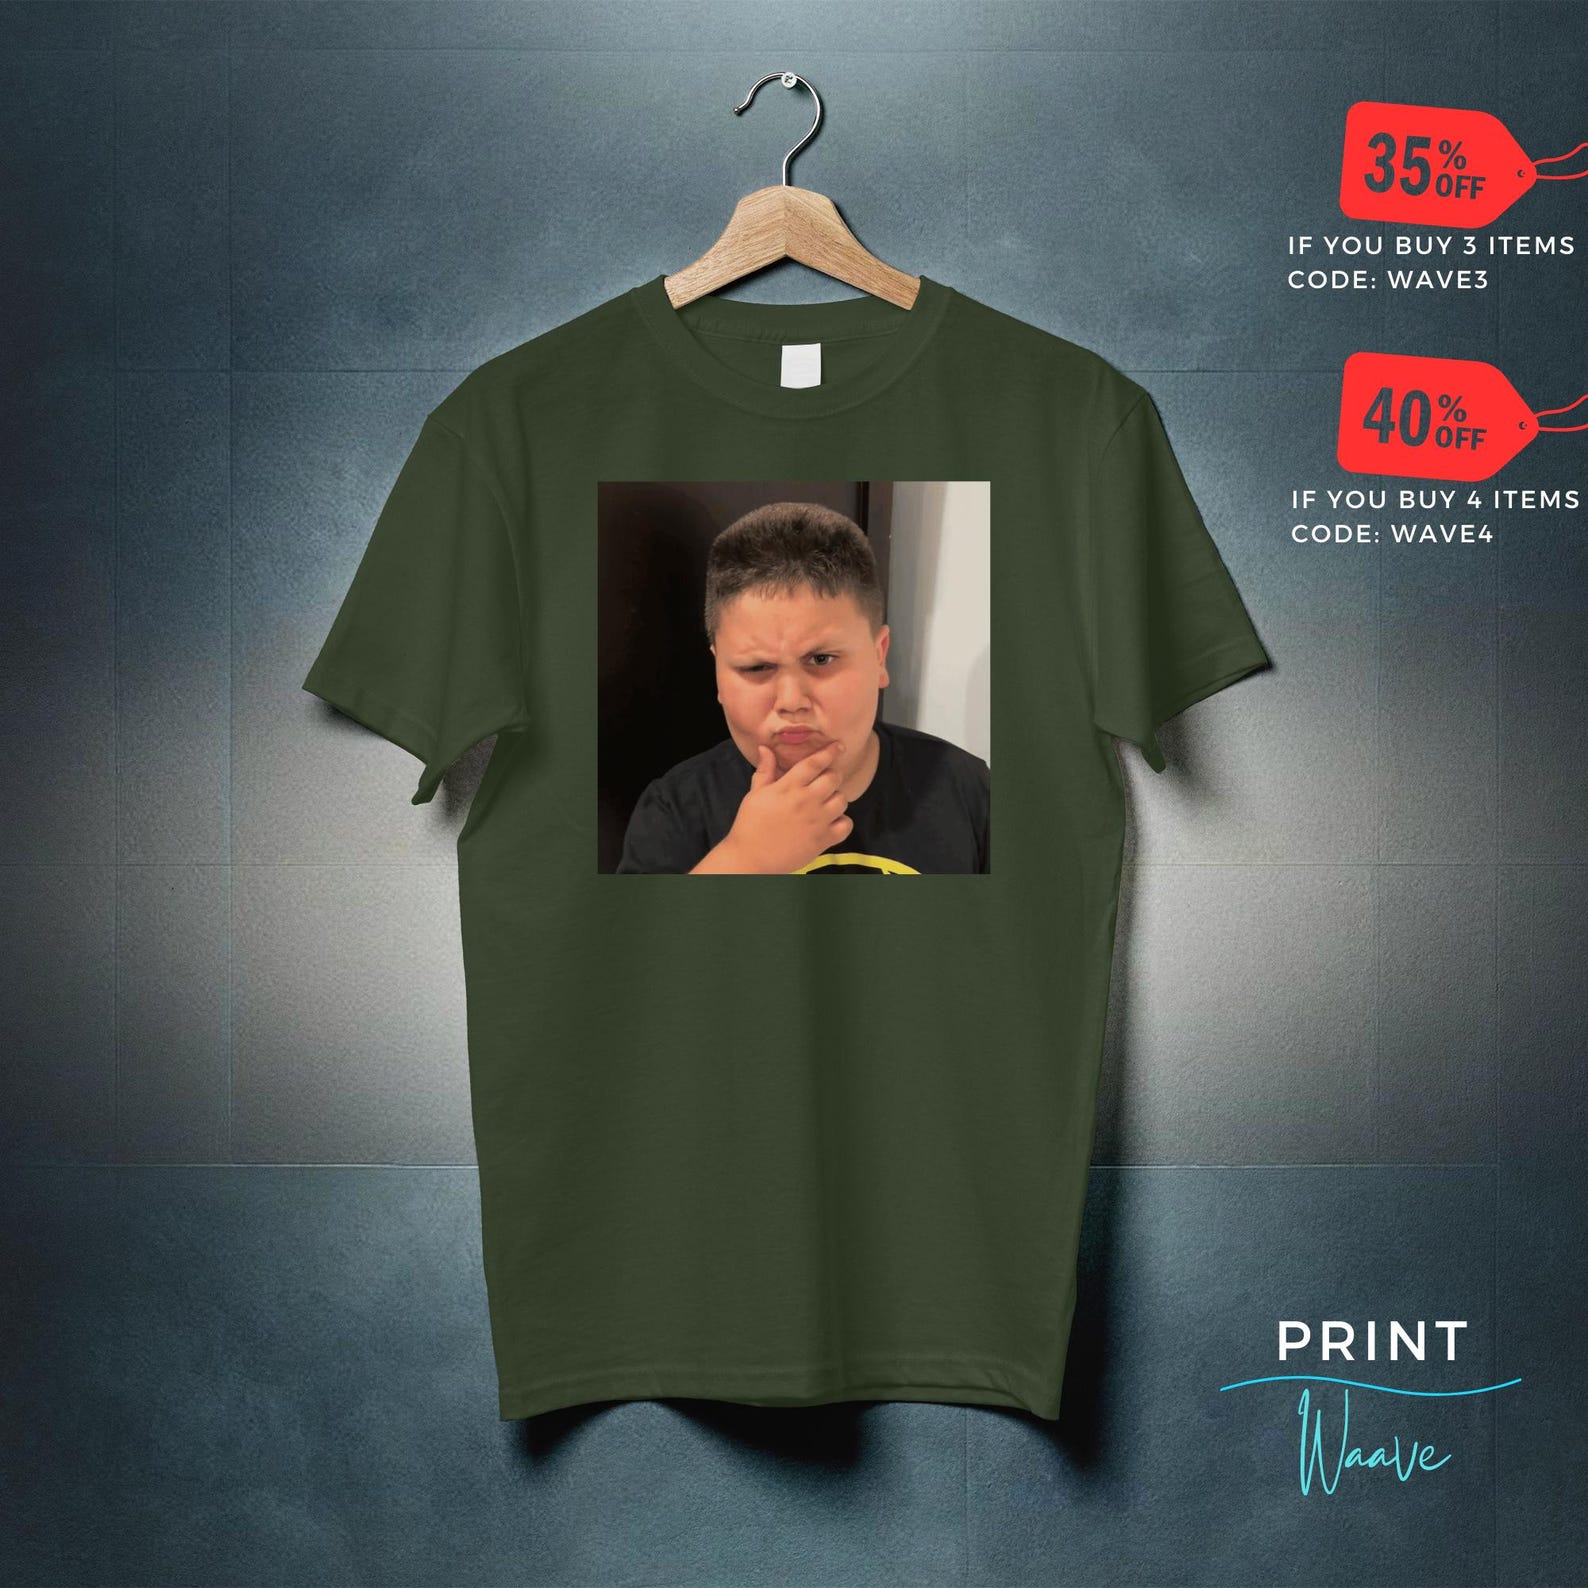 35% OFF
IF YOU BUY 3 ITEMS
CODE: WAVE3
40% OFF
IF YOU BUY 4 ITEMS
CODE: WAVE4
PRINT
Waave